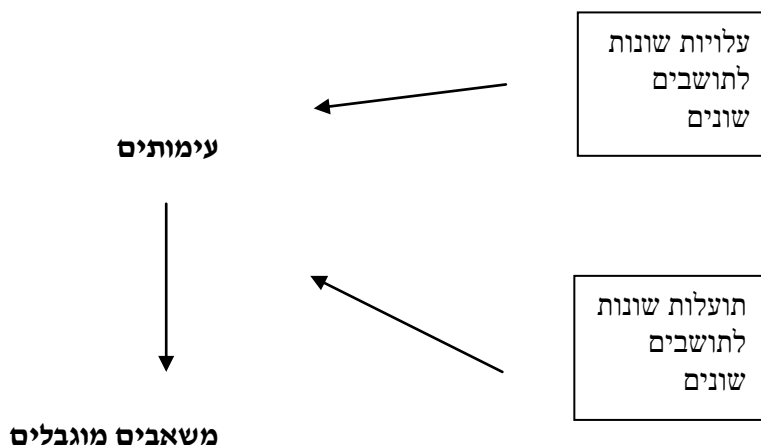 עלויות שונות
לתושבים
שונים
עימותים
תועלות שונות
לתושבים
שונים
משאבים מוגבלים